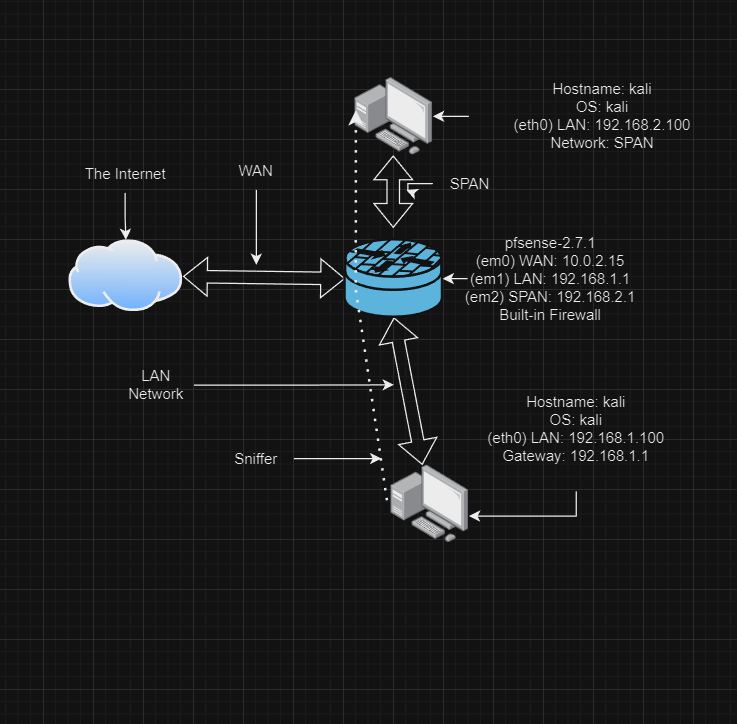 Hostname: kali
OS: kali
(eth0) LAN: 192.168.2.100
Network: SPAN
The Internet
WAN
SPAN
pfsense-2.7.1
(em0) WAN: 10.0.2.15
(em1) LAN: 192.168.1.1
(em2) SPAN: 192.168.2.1
Built-in Firewall
LAN
Network
Hostname: kali
OS: kali
(eth0) LAN: 192.168.1.100
Gateway: 192.168.1.1
Sniffer